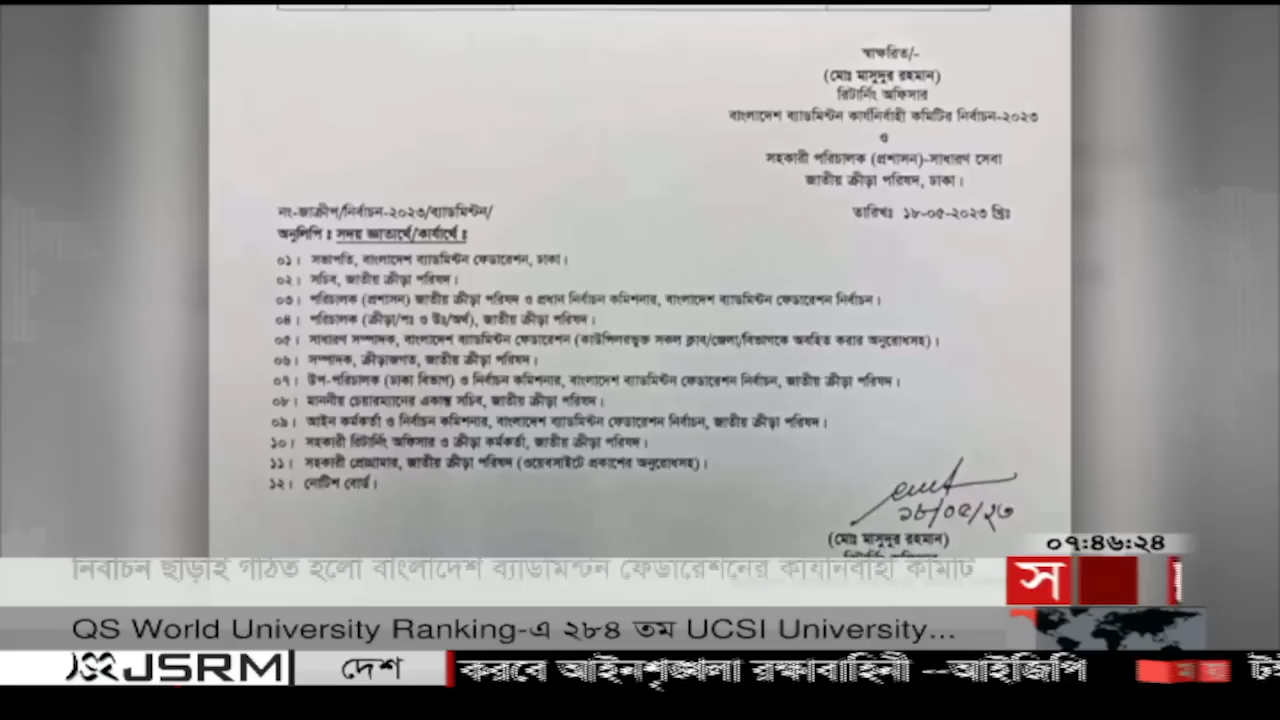 স্বাক্ষরিত/-
(মোঃ মাসুদুর রহমান)
রিটার্নিং অফিসার
বাংলাদেশ ব্যাডমিন্টন কার্যনির্বাহী কমিটির নির্বাচন-২০২৩
ও
সহকারী পরিচালক (প্রশাসন)-সাধারণ সেবা
জাতীয় ক্রীড়া পরিষদ, ঢাকা।
নং-জাক্রীপ/নির্বাচন-২০২৩/ব্যাডমিন্টন/
তারিখঃ ১৮-০৫-২০২৩ খ্রিঃ
অনুলিপি ঃ সদয় জ্ঞাতার্থে/কার্যার্থে ঃ
০১। সভাপতি, বাংলাদেশ ব্যাডমিন্টন ফেডারেশন, ঢাকা।
০২। সচিব, জাতীয় ক্রীড়া পরিষদ।
০৩। পরিচালক (প্রশাসন) জাতীয় ক্রীড়া পরিষদ ও প্রধান নির্বাচন কমিশনার, বাংলাদেশ ব্যাডমিন্টন ফেডারেশন নির্বাচন।
০৪। পরিচালক (ক্রীড়া/পঃ ও উঃ/অর্থ), জাতীয় ক্রীড়া পরিষদ।
০৫। সাধারণ সম্পাদক, বাংলাদেশ ব্যাডমিন্টন ফেডারেশন (কাউন্সিলরভুক্ত সকল ক্লাব/জেলা/বিভাগকে অবহিত করার অনুরোধসহ)।
০৬। সম্পাদক, ক্রীড়াজগত, জাতীয় ক্রীড়া পরিষদ।
০৭। উপ-পরিচালক (ঢাকা বিভাগ) ও নির্বাচন কমিশনার, বাংলাদেশ ব্যাডমিন্টন ফেডারেশন নির্বাচন, জাতীয় ক্রীড়া পরিষদ।
০৮। মাননীয় চেয়ারম্যানের একান্ত সচিব, জাতীয় ক্রীড়া পরিষদ।
০৯। আইন কর্মকর্তা ও নির্বাচন কমিশনার, বাংলাদেশ ব্যাডমিন্টন ফেডারেশন নির্বাচন, জাতীয় ক্রীড়া পরিষদ।
১০। সহকারী রিটার্নিং অফিসার ও ক্রীড়া কর্মকর্তা, জাতীয় ক্রীড়া পরিষদ।
১১। সহকারী প্রোগ্রামার, জাতীয় ক্রীড়া পরিষদ (ওয়েবসাইটে প্রকাশের অনুরোধসহ)।
১২। নোটিশ বোর্ড।
১৮/০৫/২৩
(মোঃ মাসুদুর রহমান)
০৭:৪৬:২৪
নির্বাচন ছাড়াই গঠিত হলো বাংলাদেশ ব্যাডমিন্টন ফেডারেশনের কার্যনির্বাহী কমিটি
স
QS World University Ranking-এ ২৮৪ তম UCSI University...
JSRM দেশ করবে আইনশৃঙ্খলা রক্ষাবাহিনী --আইজিপি